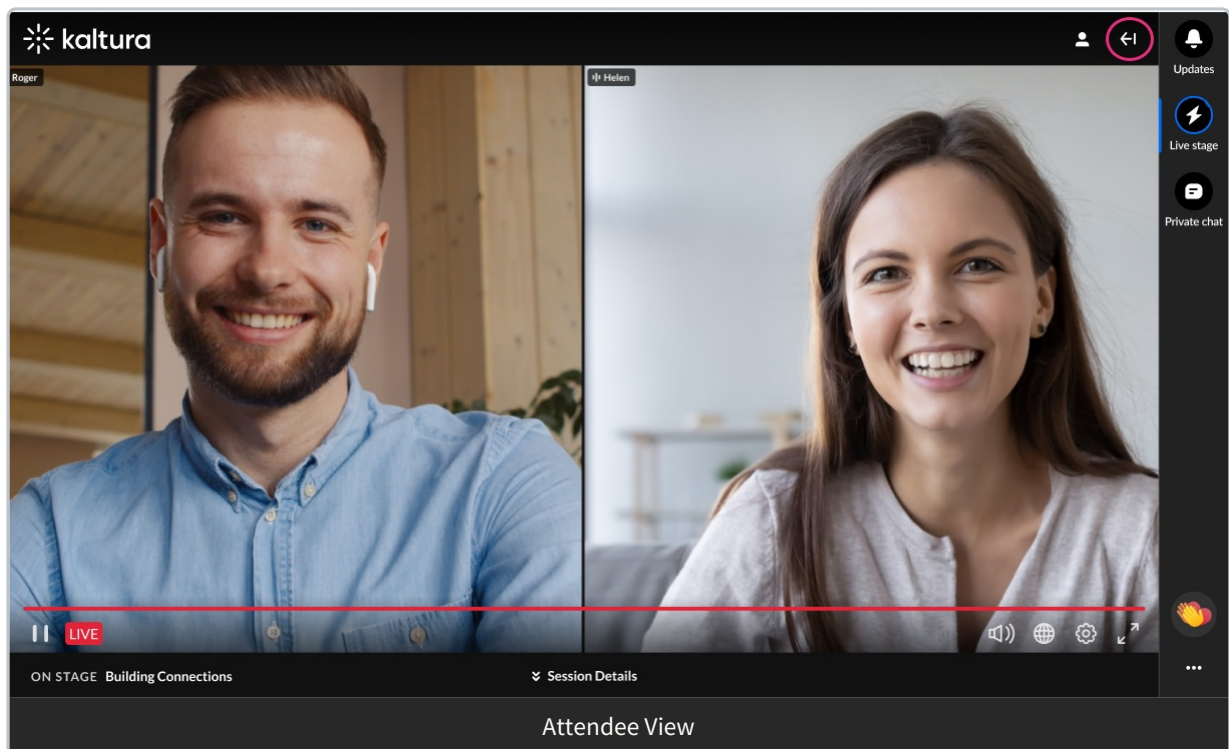 kaltura
Updates
Roger
Helen
Live stage
Private chat
LIVE
ON STAGE Building Connections
Session Details
Attendee View